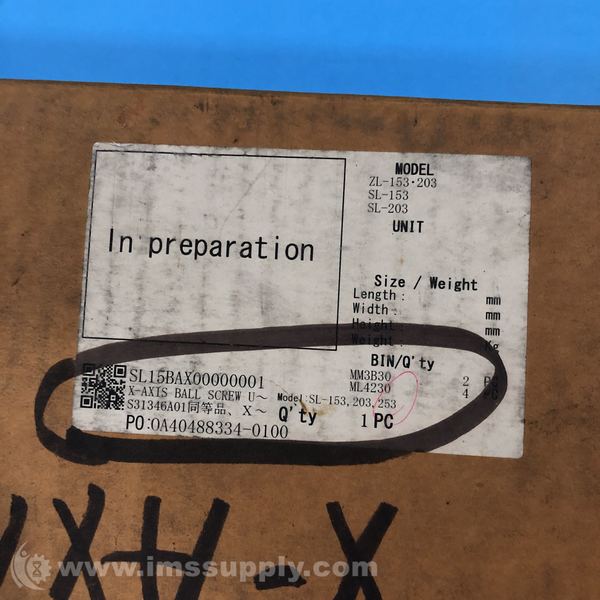 MODEL
ZL-153・203
SL-153
SL-203
UNIT
In preparation
Size / Weight
Length : mm
Width : mm
Height : mm
Weight : Kg
BIN/Q'ty
MM3B30 2 PC
ML4230 4 PC
SL15BAX00000001
X-AXIS BALL SCREW U~ Model:SL-153,203,253
S31346A01同等品、X~ Q'ty 1 PC
PO:0A40488334-0100
www.imssupply.com